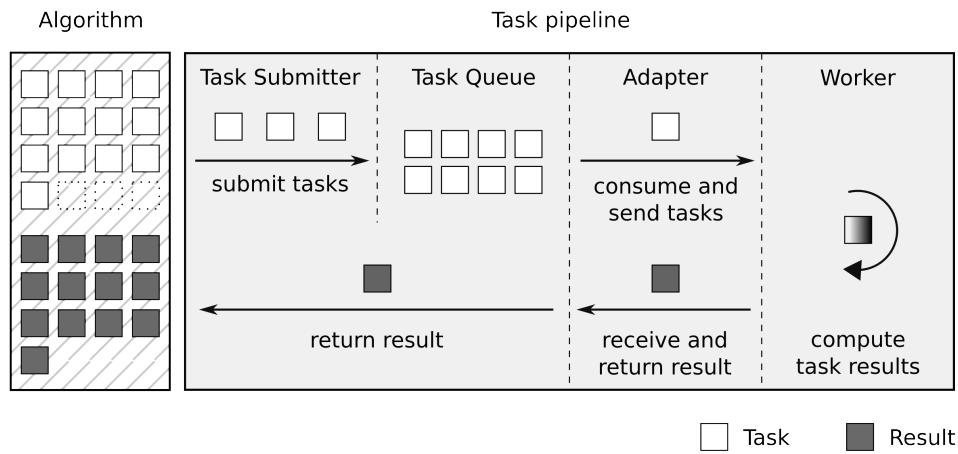 Algorithm
Task pipeline
Task Submitter
Task Queue
Adapter
Worker
submit tasks
consume and
send tasks
return result
receive and
return result
compute
task results
Task
Result